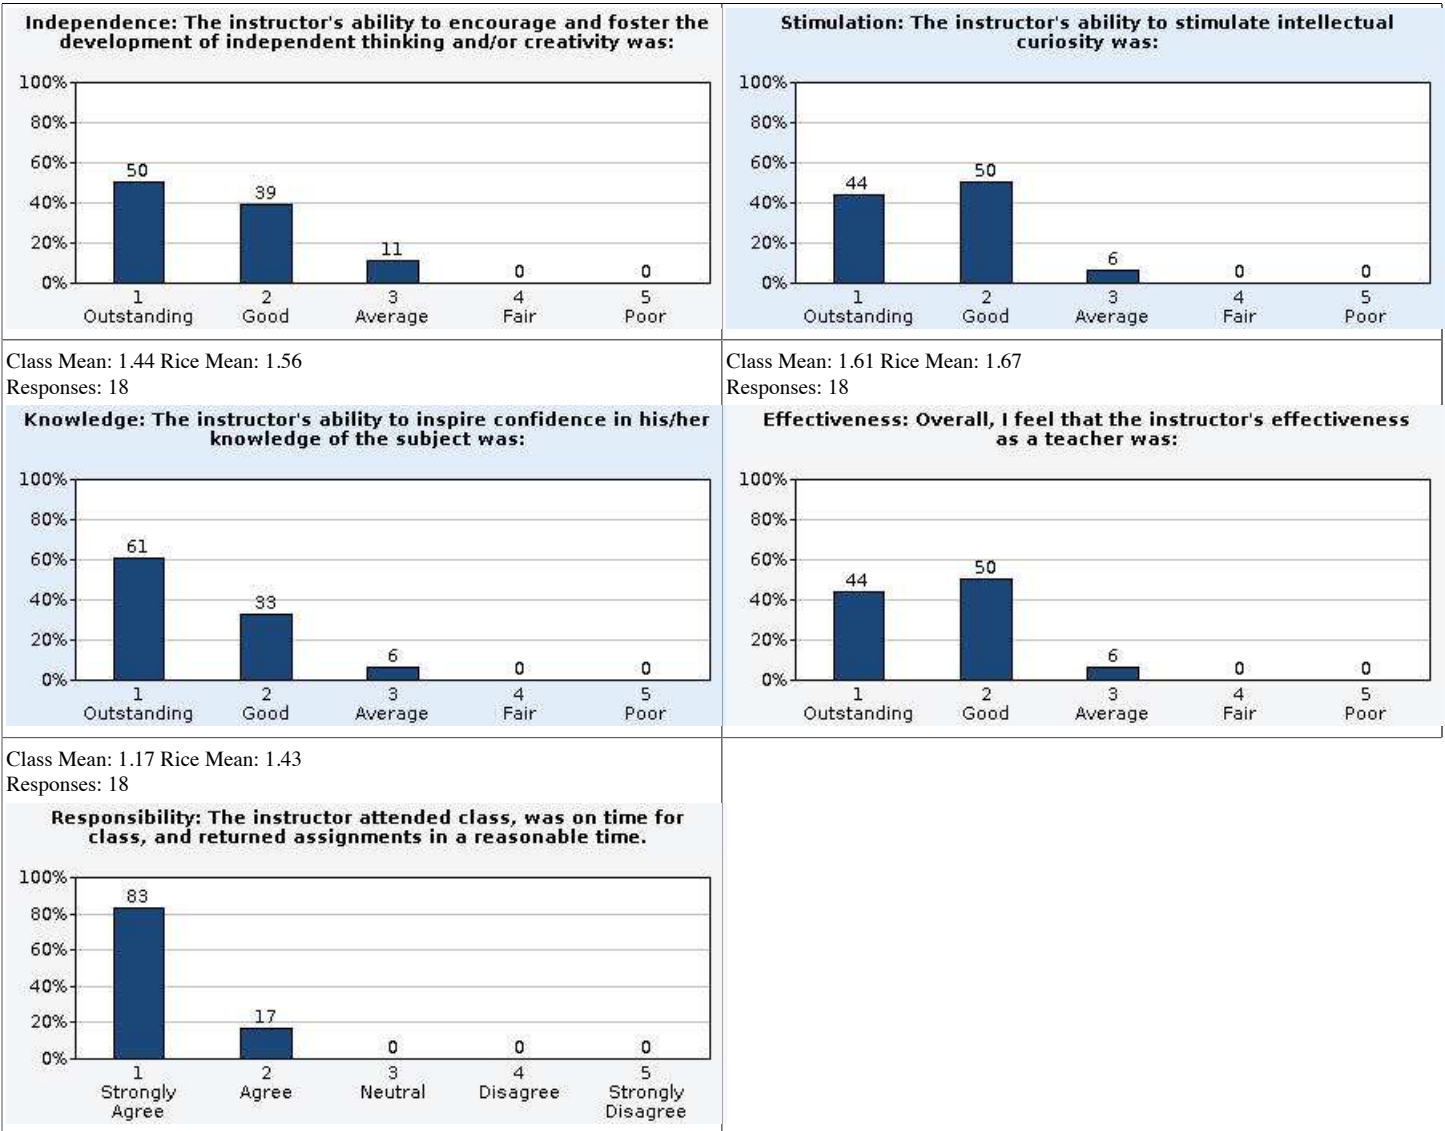 Independence: The instructor's ability to encourage and foster the
development of independent thinking and/or creativity was:
100%
80%
60%
40%
20%
0%
50
39
11
0
0
1
2
3
4
5
Outstanding
Good
Average
Fair
Poor
Stimulation: The instructor's ability to stimulate intellectual
curiosity was:
100%
80%
60%
40%
20%
0%
44
50
6
0
0
1
2
3
4
5
Outstanding
Good
Average
Fair
Poor
Class Mean: 1.44 Rice Mean: 1.56
Responses: 18
Class Mean: 1.61 Rice Mean: 1.67
Responses: 18
Knowledge: The instructor's ability to inspire confidence in his/her
knowledge of the subject was:
100%
80%
60%
40%
20%
0%
61
33
6
0
0
1
2
3
4
5
Outstanding
Good
Average
Fair
Poor
Effectiveness: Overall, I feel that the instructor's effectiveness
as a teacher was:
100%
80%
60%
40%
20%
0%
44
50
6
0
0
1
2
3
4
5
Outstanding
Good
Average
Fair
Poor
Class Mean: 1.17 Rice Mean: 1.43
Responses: 18
Responsibility: The instructor attended class, was on time for
class, and returned assignments in a reasonable time.
100%
80%
60%
40%
20%
0%
83
17
0
0
0
1
2
3
4
5
Strongly
Agree
Agree
Neutral
Disagree
Strongly
Disagree